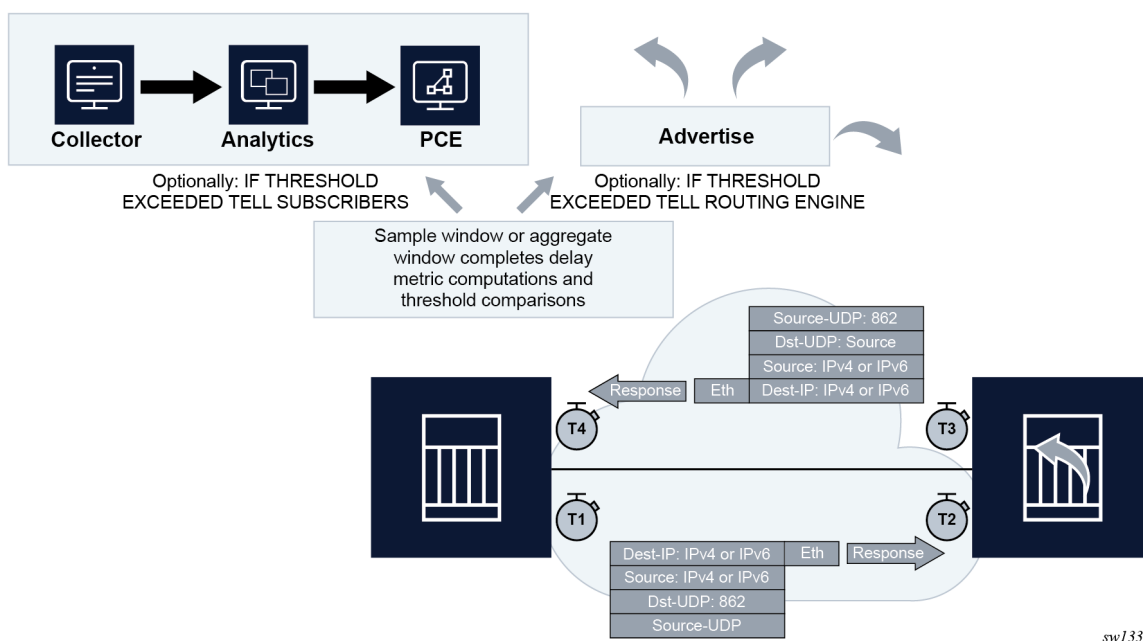 Collector
Analytics
PCE
Advertise
Optionally: IF THRESHOLD
EXCEEDED TELL SUBSCRIBERS
Optionally: IF THRESHOLD
EXCEEDED TELL ROUTING ENGINE
Sample window or aggregate
window completes delay
metric computations and
threshold comparisons
Source-UDP: 862
Dst-UDP: Source
Source: IPv4 or IPv6
Response
Eth
Dest-IP: IPv4 or IPv6
T4
T3
T1
T2
Dest-IP: IPv4 or IPv6
Eth
Response
Source: IPv4 or IPv6
Dst-UDP: 862
Source-UDP
sw133